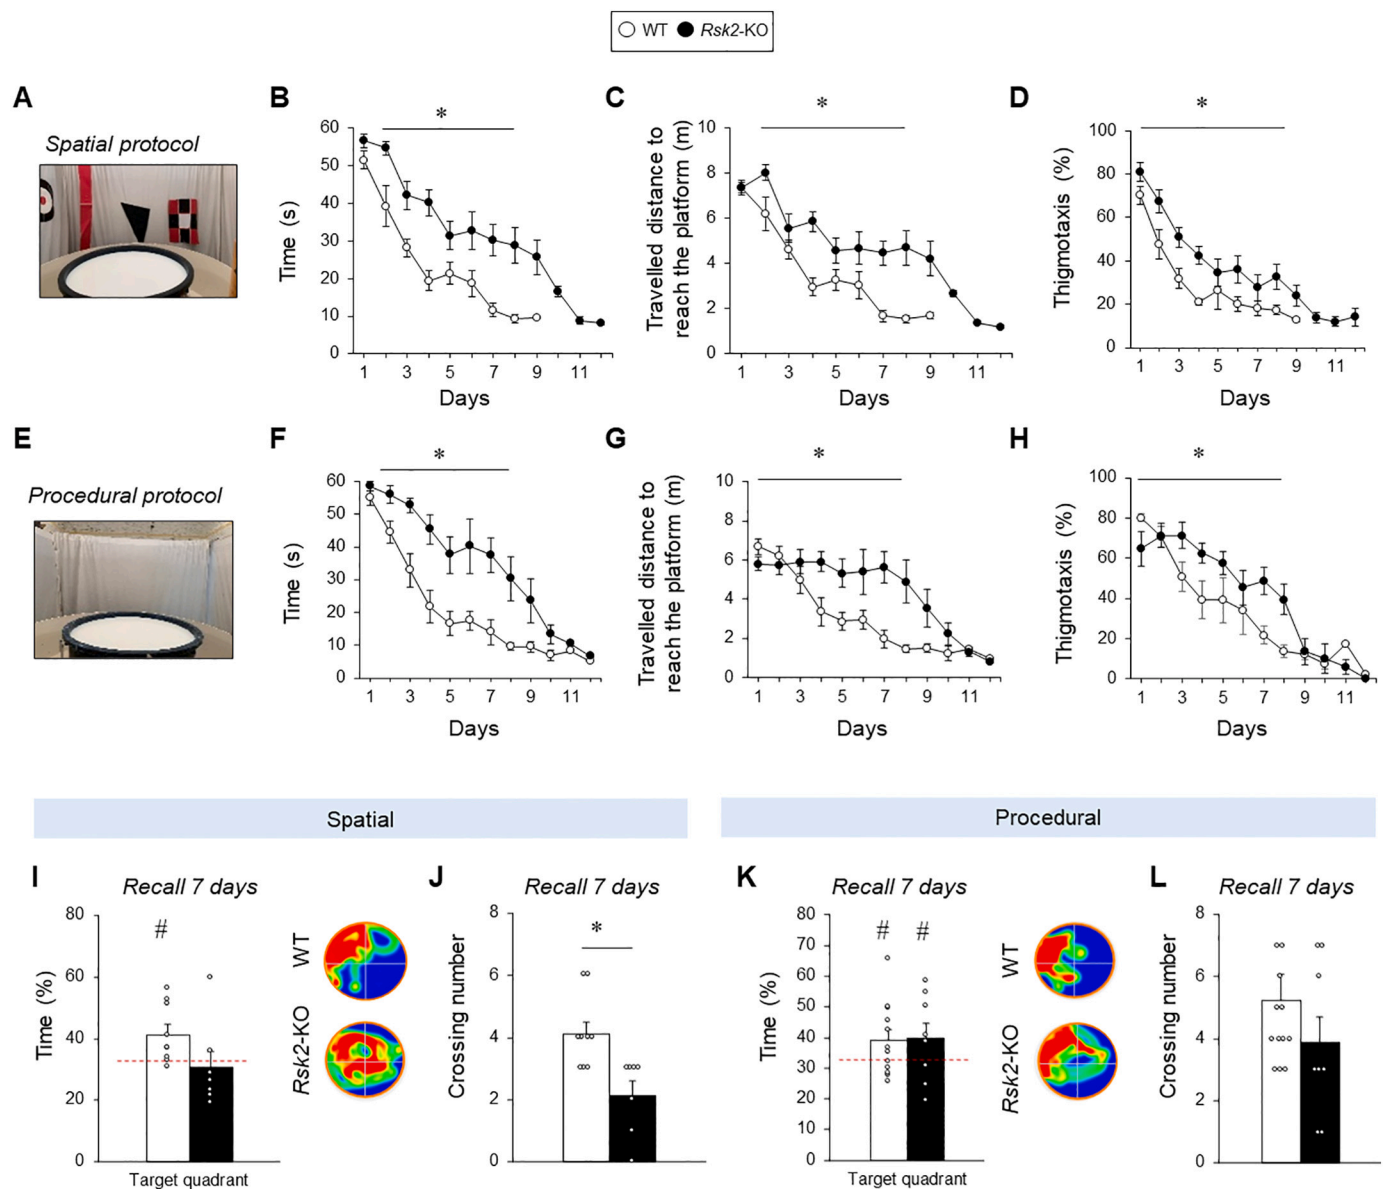 WT Rsk2-KO
A
Spatial protocol
B
*
60
50
40
30
20
10
0
Time (s)
1 3 5 7 9 11
Days
C
*
10
8
6
4
2
0
Travelled distance to
reach the platform (m)
1 3 5 7 9 11
Days
D
*
100
80
60
40
20
0
Thigmotaxis (%)
1 3 5 7 9 11
Days
E
Procedural protocol
F
*
60
50
40
30
20
10
0
Time (s)
1 3 5 7 9 11
Days
G
*
10
8
6
4
2
0
Travelled distance to
reach the platform (m)
1 3 5 7 9 11
Days
H
*
100
80
60
40
20
0
Thigmotaxis (%)
1 3 5 7 9 11
Days
Spatial
Procedural
I
Recall 7 days
80
60
40
20
0
Time (%)
#
Target quadrant
WT
Rsk2-KO
J
Recall 7 days
8
6
4
2
0
Crossing number
*
K
Recall 7 days
80
70
60
50
40
30
20
10
0
Time (%)
# #
Target quadrant
WT
Rsk2-KO
L
Recall 7 days
8
6
4
2
0
Crossing number